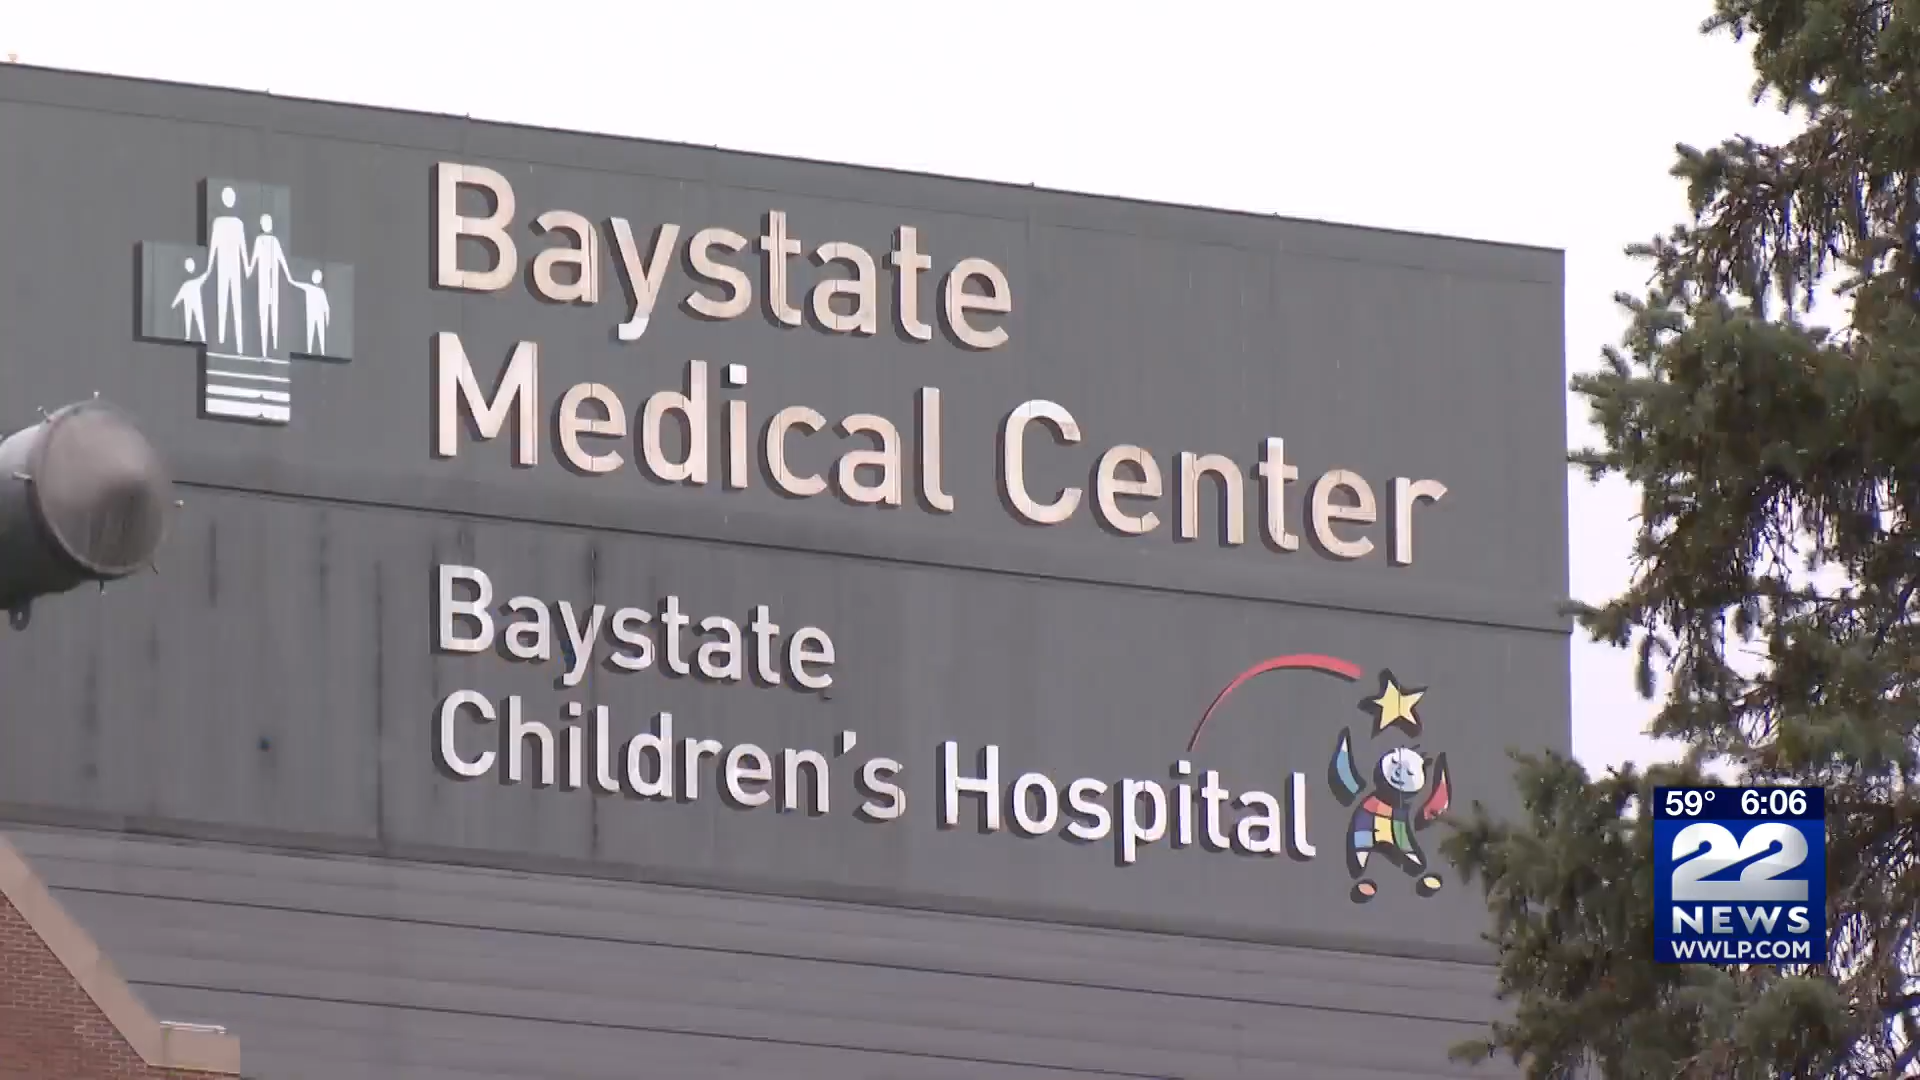 Baystate
Medical Center
Baystate
Children's Hospital
59° 6:06
22
NEWS
WWLP.COM